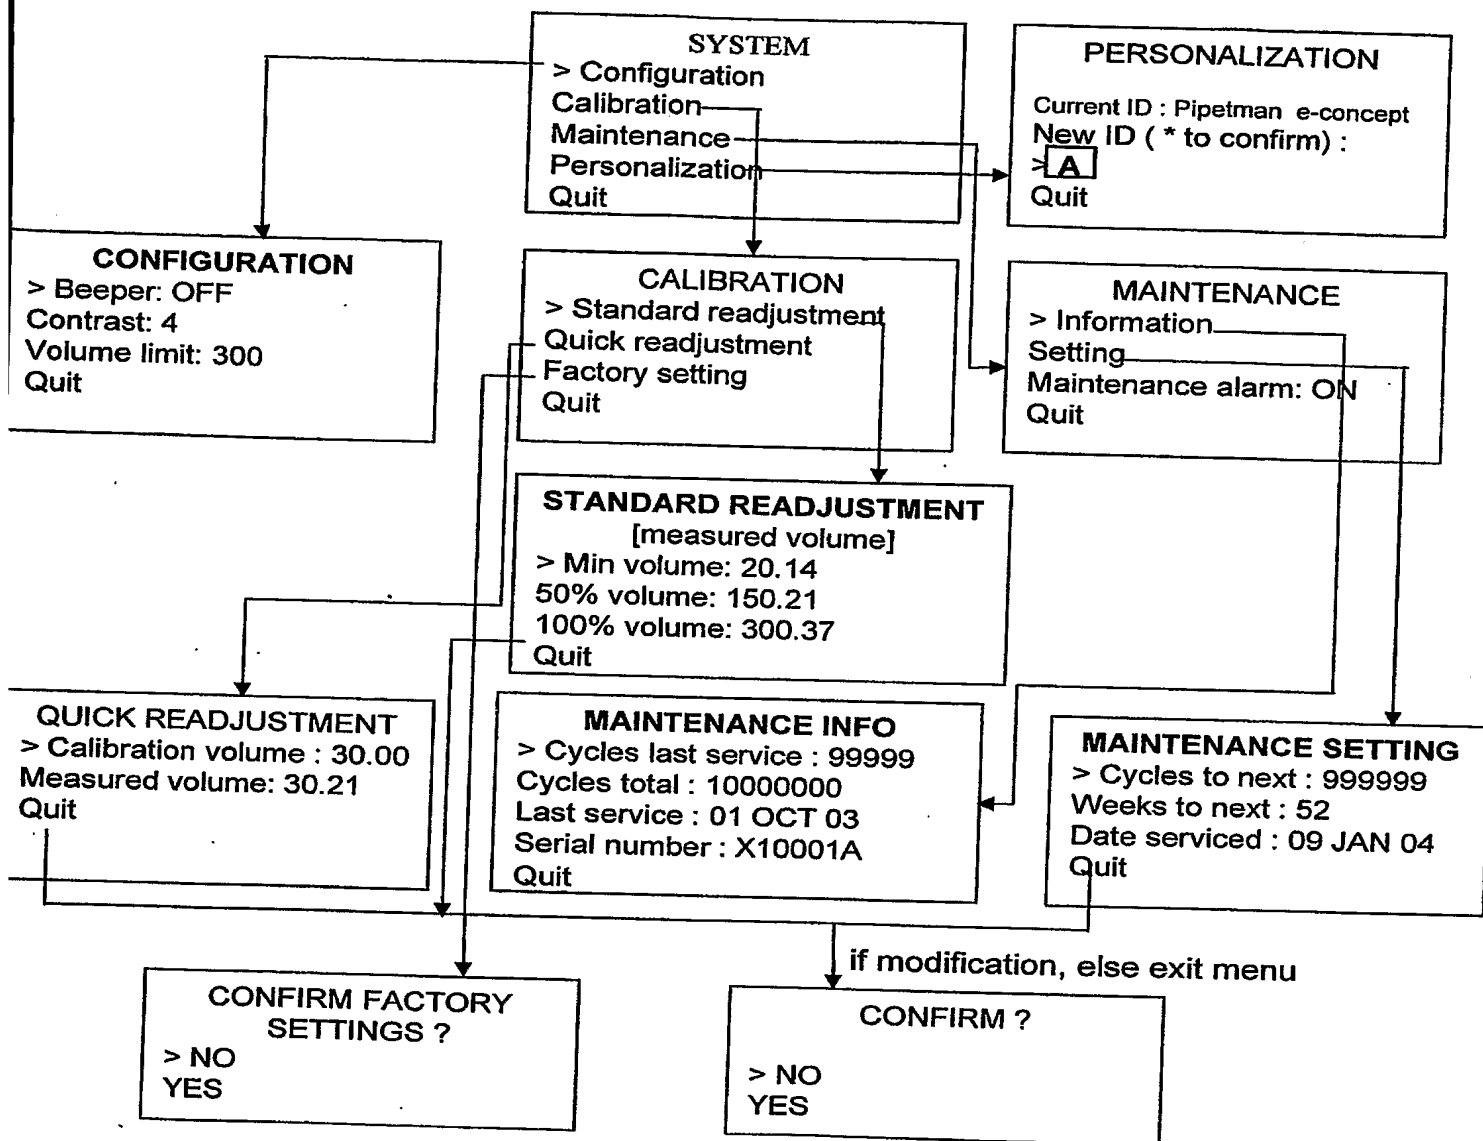 SYSTEM
> Configuration
Calibration
Maintenance
Personalization
Quit
PERSONALIZATION
Current ID : Pipetman e-concept
New ID ( * to confirm) :
> A
Quit
CONFIGURATION
> Beeper: OFF
Contrast: 4
Volume limit: 300
Quit
CALIBRATION
> Standard readjustment
Quick readjustment
Factory setting
Quit
MAINTENANCE
> Information
Setting
Maintenance alarm: ON
Quit
STANDARD READJUSTMENT
[measured volume]
> Min volume: 20.14
50% volume: 150.21
100% volume: 300.37
Quit
QUICK READJUSTMENT
> Calibration volume : 30.00
Measured volume: 30.21
Quit
MAINTENANCE INFO
> Cycles last service : 99999
Cycles total : 10000000
Last service : 01 OCT 03
Serial number : X10001A
Quit
MAINTENANCE SETTING
> Cycles to next : 999999
Weeks to next : 52
Date serviced : 09 JAN 04
Quit
if modification, else exit menu
CONFIRM FACTORY
SETTINGS ?
> NO
YES
CONFIRM ?
> NO
YES